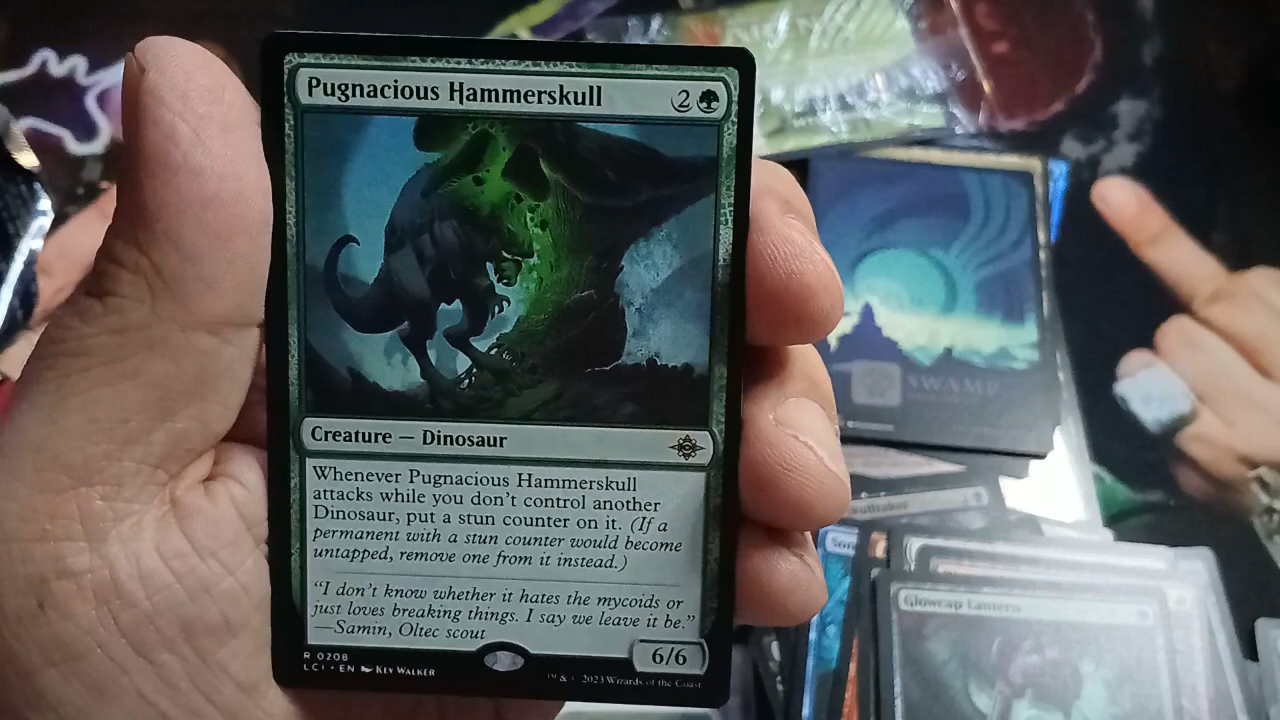 Pugnacious Hammerskull 2
Creature — Dinosaur
Whenever Pugnacious Hammerskull
attacks while you don't control another
Dinosaur, put a stun counter on it. (If a
permanent with a stun counter would become
untapped, remove one from it instead.)
"I don't know whether it hates the mycoids or
just loves breaking things. I say we leave it be."
—Samin, Oltec scout
6/6
R 0208
LCI • EN Kev Walker
™ & © 2023 Wizards of the Coast
SWAMP
Glowcap Lantern